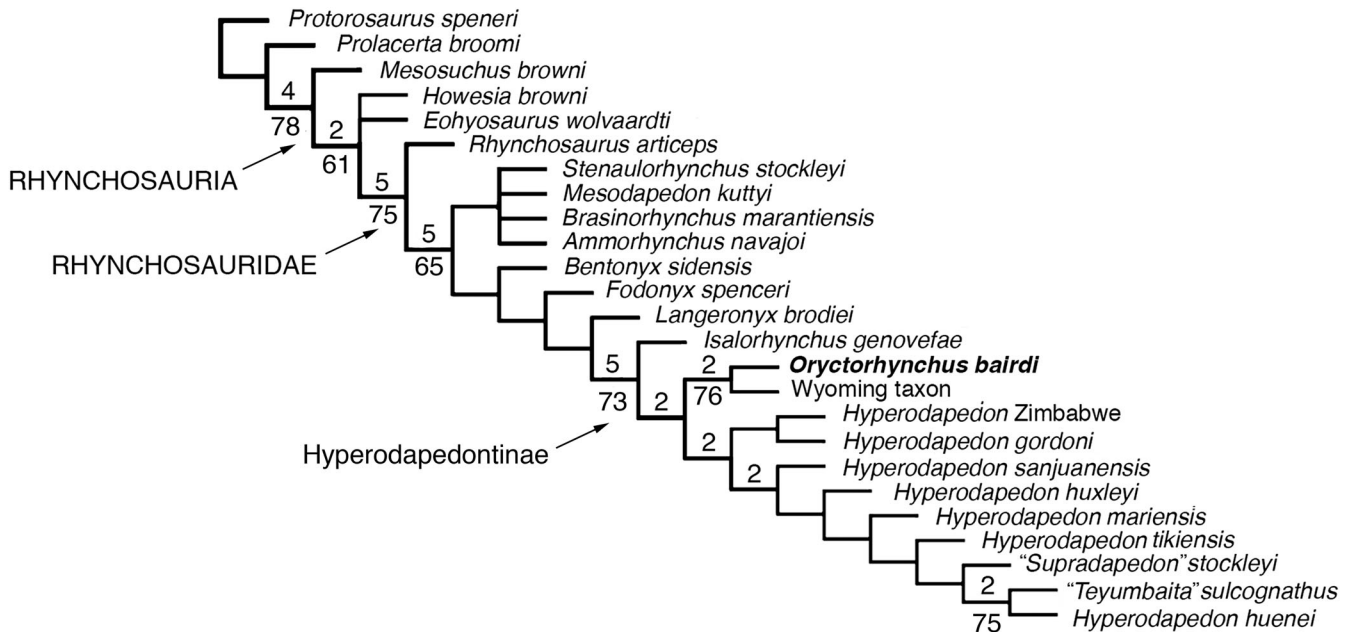 Protorosaurus speneri
Prolacerta broomi
Mesosuchus browni
4
Howesia browni
78
2
Eohyosaurus wolvaardti
Rhynchosaurus articeps
61
RHYNCHOSAURIA
5
Stenaulorhynchus stockleyi
Mesodapedon kuttyi
75
Brasinorhynchus marantiensis
5
Ammorhynchus navajoi
RHYNCHOSAURIDAE
65
Bentonyx sidensis
Fodonyx spenceri
Langeronyx brodiei
Isalorhynchus genovefae
5
2
Oryctorhynchus bairdi
Wyoming taxon
73
2
76
Hyperodapedon Zimbabwe
Hyperodapedontinae
2
Hyperodapedon gordoni
2
Hyperodapedon sanjuanensis
Hyperodapedon huxleyi
Hyperodapedon mariensis
Hyperodapedon tikiensis
“Supradapedon” stockleyi
2
“Teyumbaita” sulcognathus
75
Hyperodapedon huenei